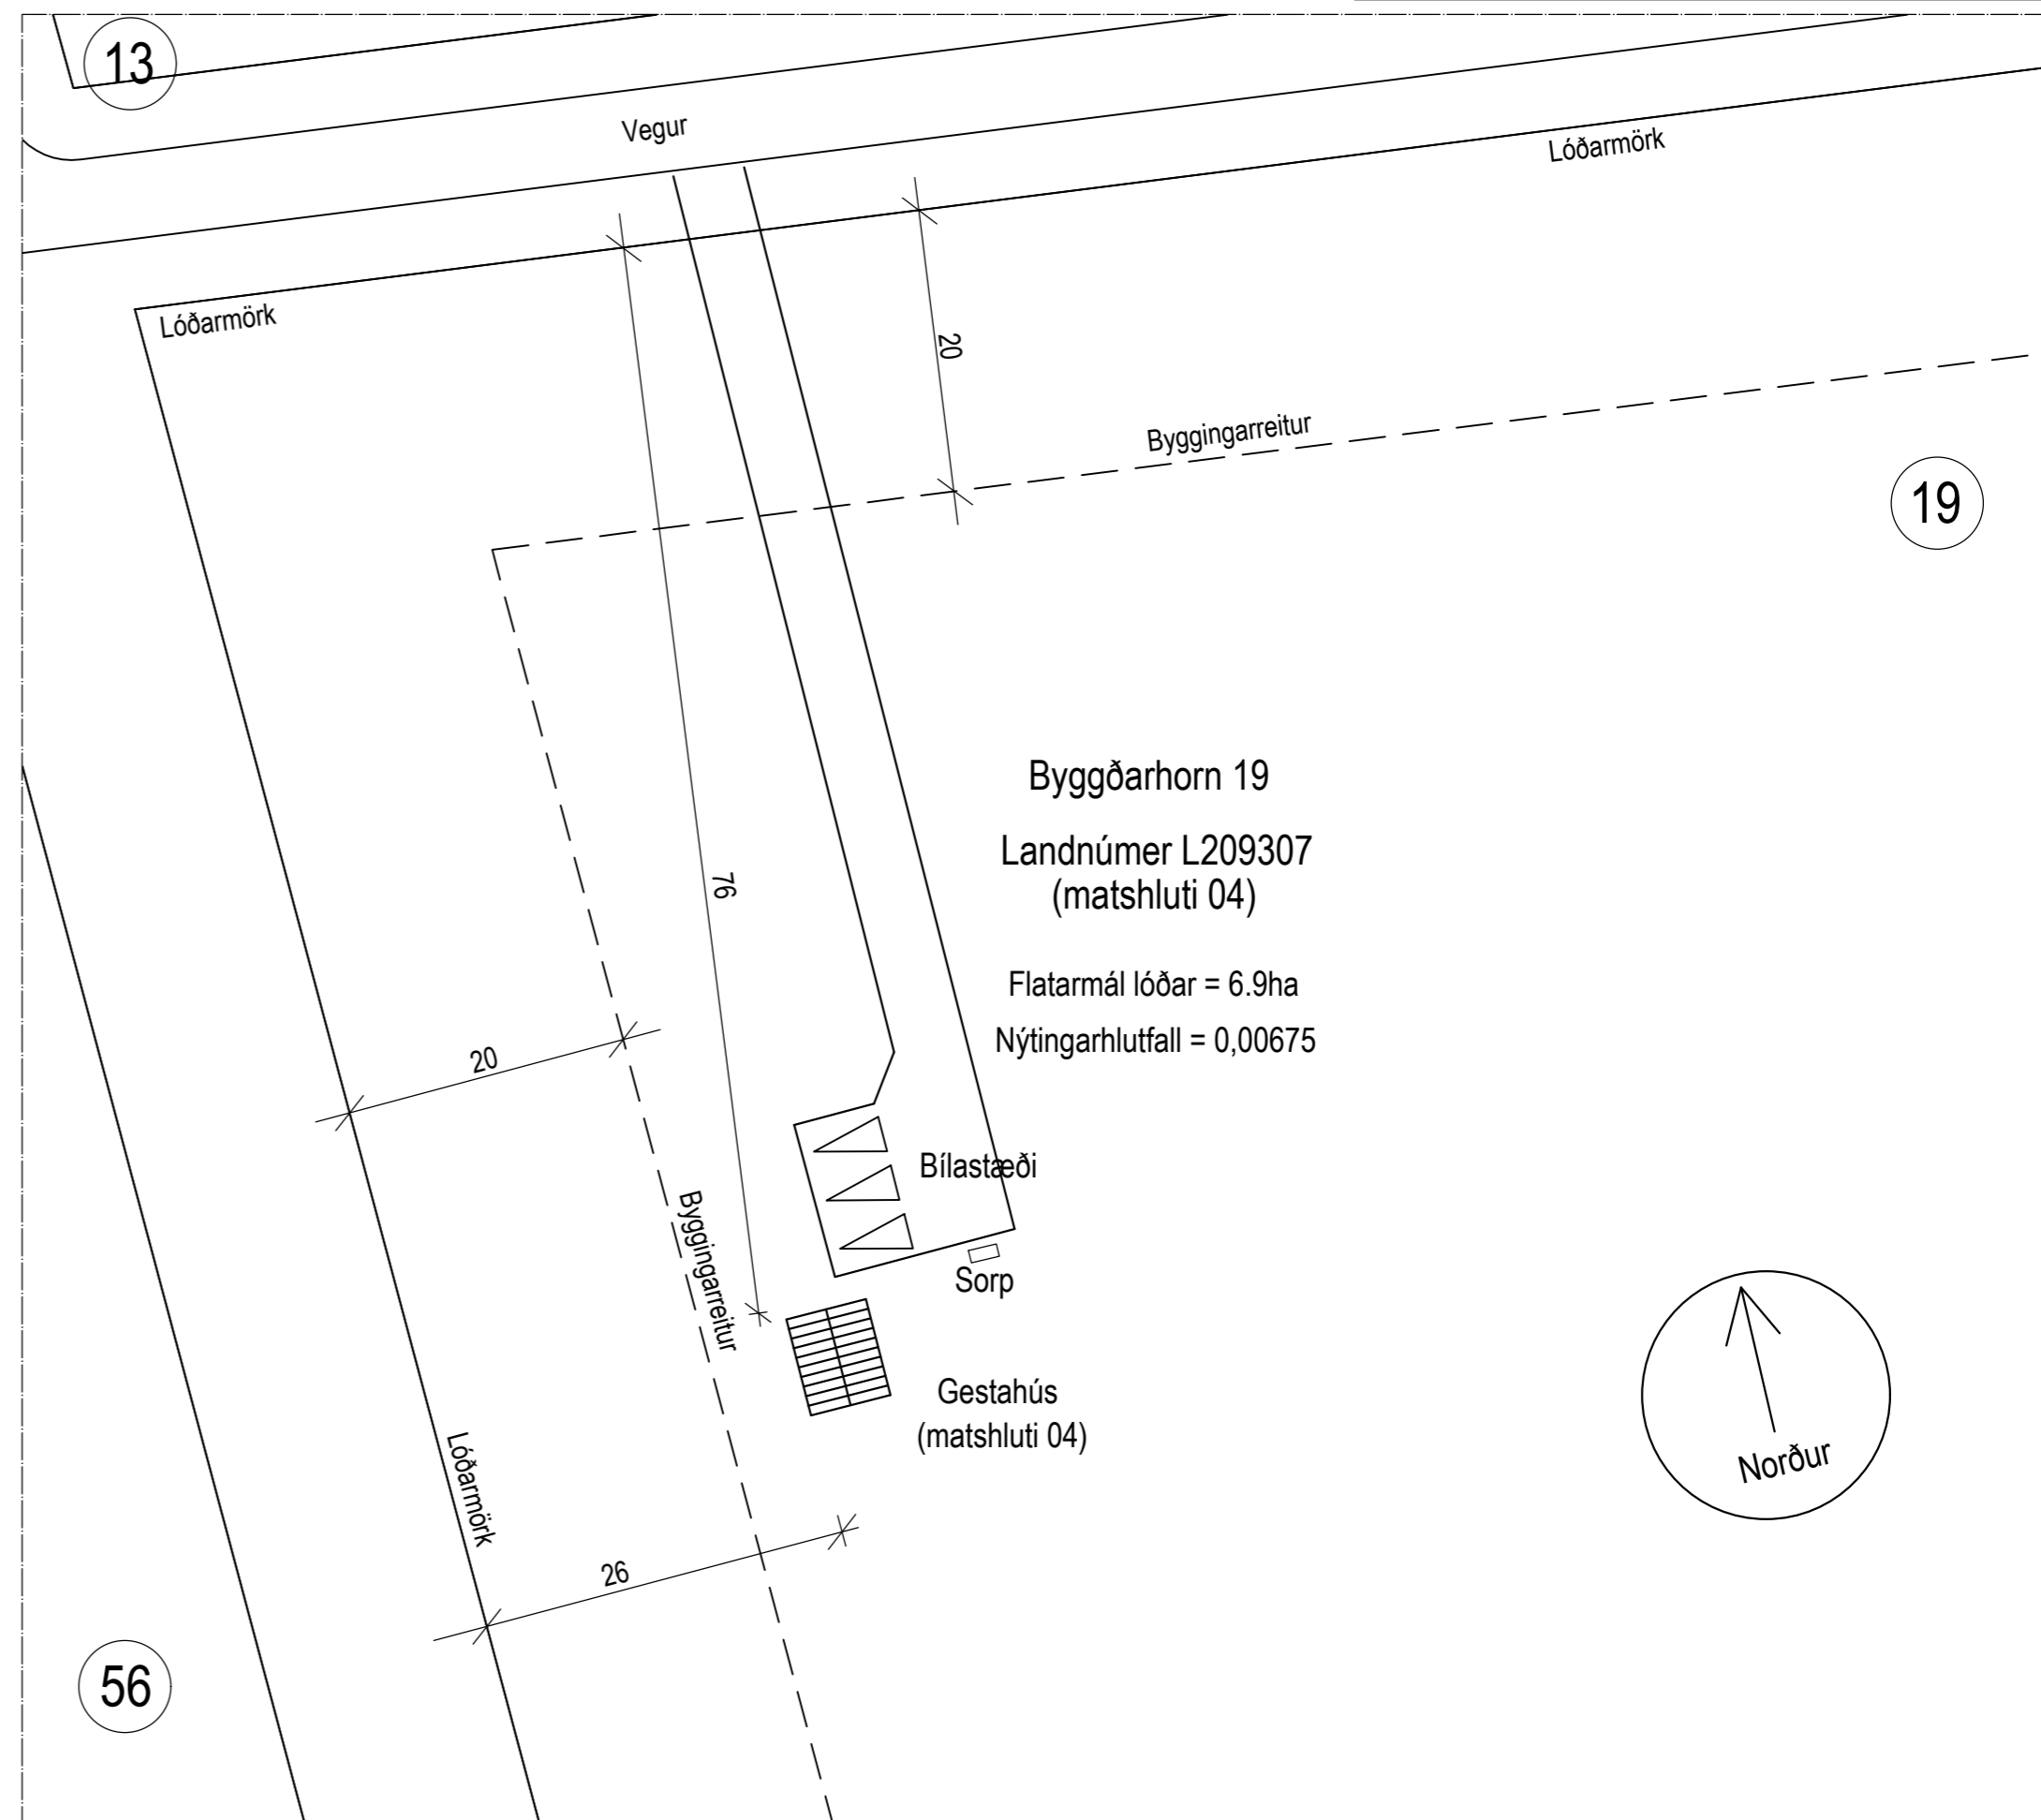 13
Vegur
Lóðarmörk
Lóðarmörk
20
Byggingarreitur
19
Byggðarhorn 19
Landnúmer L209307
(matshluti 04)
76
Flatarmál lóðar = 6.9ha
Nýtingarhlutfall = 0,00675
20
Bílastæði
Byggingarreitur
Sorp
Gestahús
(matshluti 04)
Norður
Lóðarmörk
26
56